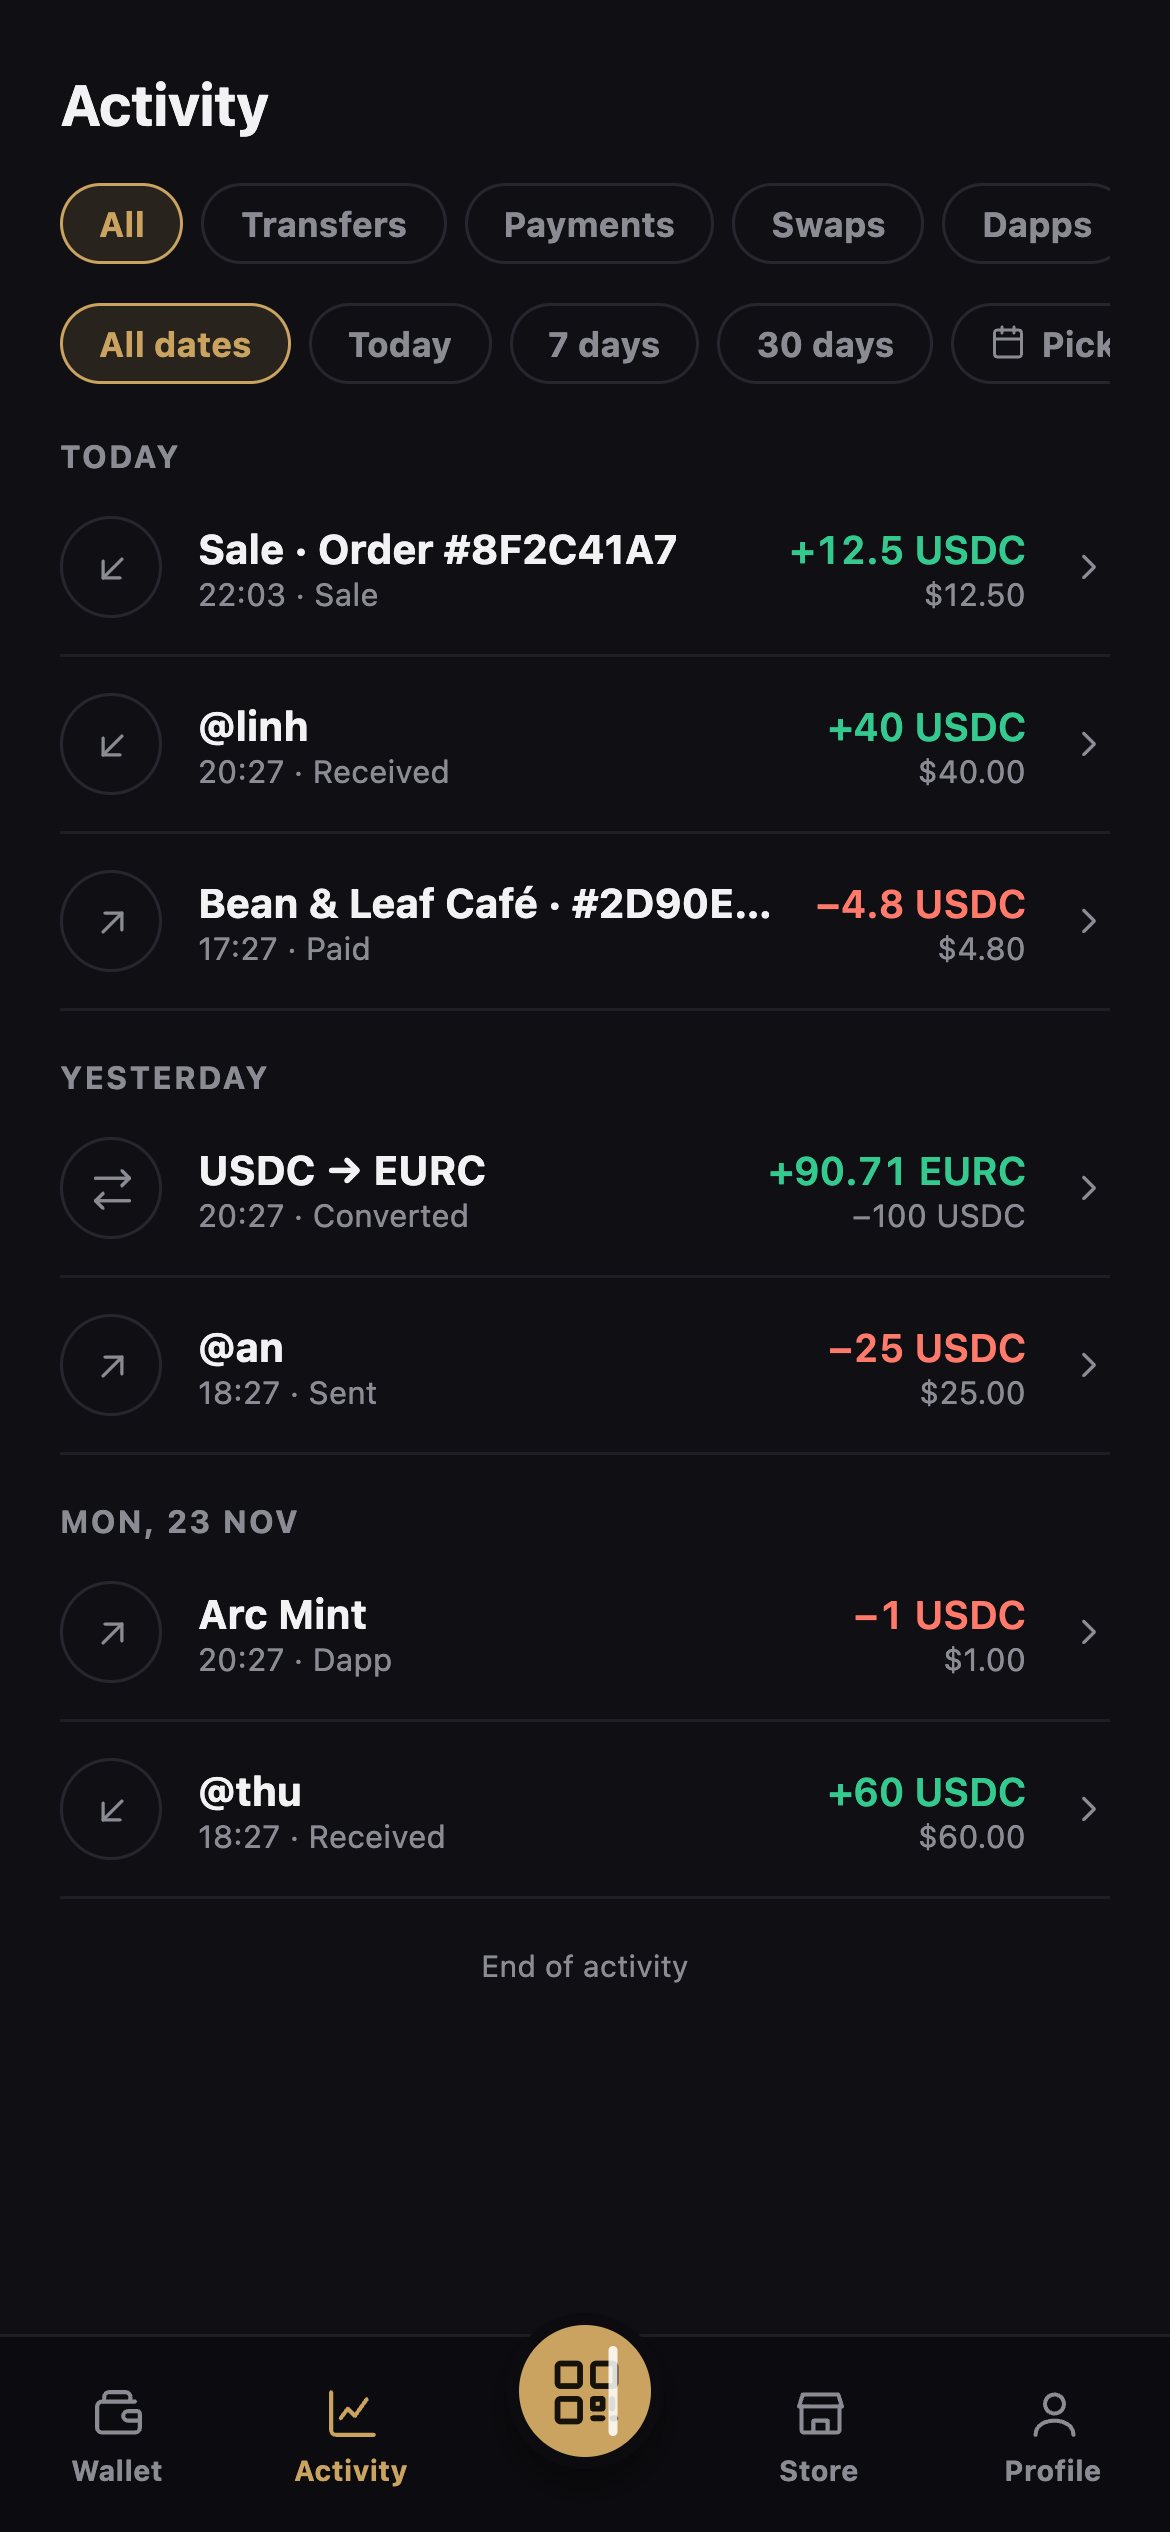 Activity
All Transfers Payments Swaps Dapps
All dates Today 7 days 30 days Pick
TODAY
Sale · Order #8F2C41A7 +12.5 USDC
22:03 · Sale $12.50
@linh +40 USDC
20:27 · Received $40.00
Bean & Leaf Café · #2D90E... −4.8 USDC
17:27 · Paid $4.80
YESTERDAY
USDC → EURC +90.71 EURC
20:27 · Converted −100 USDC
@an −25 USDC
18:27 · Sent $25.00
MON, 23 NOV
Arc Mint −1 USDC
20:27 · Dapp $1.00
@thu +60 USDC
18:27 · Received $60.00
End of activity
Wallet Activity Store Profile